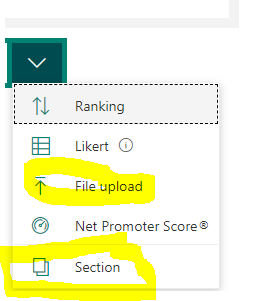 Ranking
Likert
File upload
Net Promoter Score®
Section